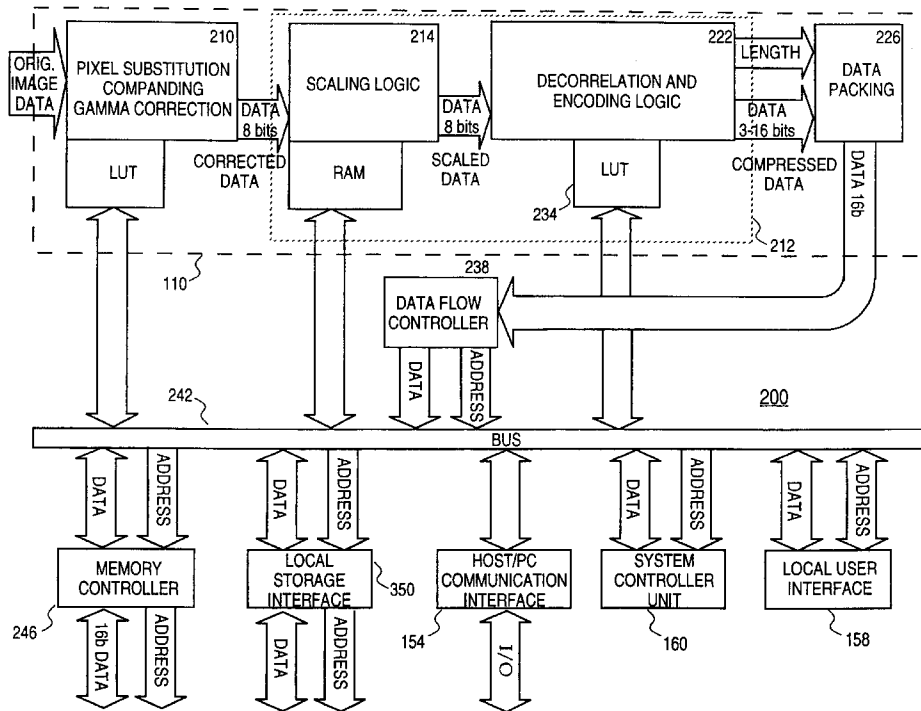 ORIG.
IMAGE
DATA
210
PIXEL SUBSTITUTION
COMPANDING
GAMMA CORRECTION
LUT
DATA
8 bits
CORRECTED
DATA
214
SCALING LOGIC
RAM
DATA
8 bits
SCALED
DATA
222
DECORRELATION AND
ENCODING LOGIC
LUT
234
LENGTH
DATA
3-16 bits
COMPRESSED
DATA
226
DATA
PACKING
DATA 16b
212
110
238
DATA FLOW
CONTROLLER
DATA
ADDRESS
242
200
BUS
DATA
ADDRESS
DATA
ADDRESS
DATA
ADDRESS
DATA
ADDRESS
MEMORY
CONTROLLER
246
LOCAL
STORAGE
INTERFACE
350
HOST/PC
COMMUNICATION
INTERFACE
154
SYSTEM
CONTROLLER
UNIT
160
LOCAL USER
INTERFACE
158
16b DATA
ADDRESS
DATA
ADDRESS
I/O